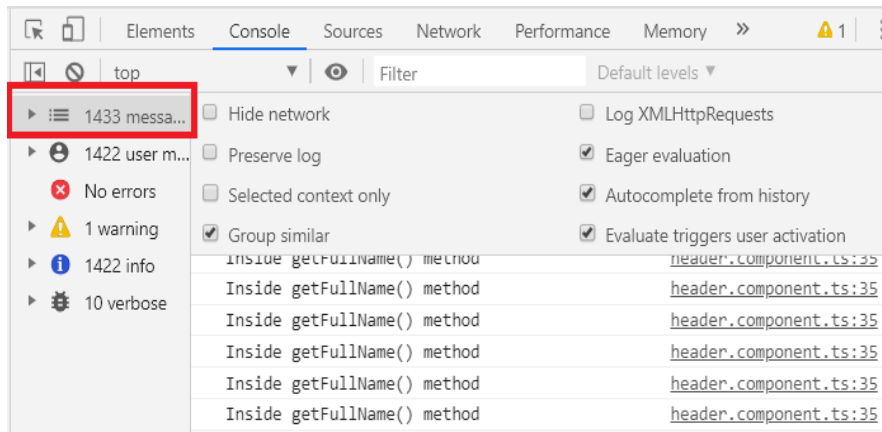 Elements Console Sources Network Performance Memory » 1
top ▼ Filter Default levels ▼
1433 messa... Hide network Log XMLHttpRequests
1422 user m... Preserve log Eager evaluation
No errors Selected context only Autocomplete from history
1 warning Group similar Evaluate triggers user activation
1422 info Inside getFullName() method header.component.ts:35
Inside getFullName() method header.component.ts:35
10 verbose
Inside getFullName() method header.component.ts:35
Inside getFullName() method header.component.ts:35
Inside getFullName() method header.component.ts:35
Inside getFullName() method header.component.ts:35